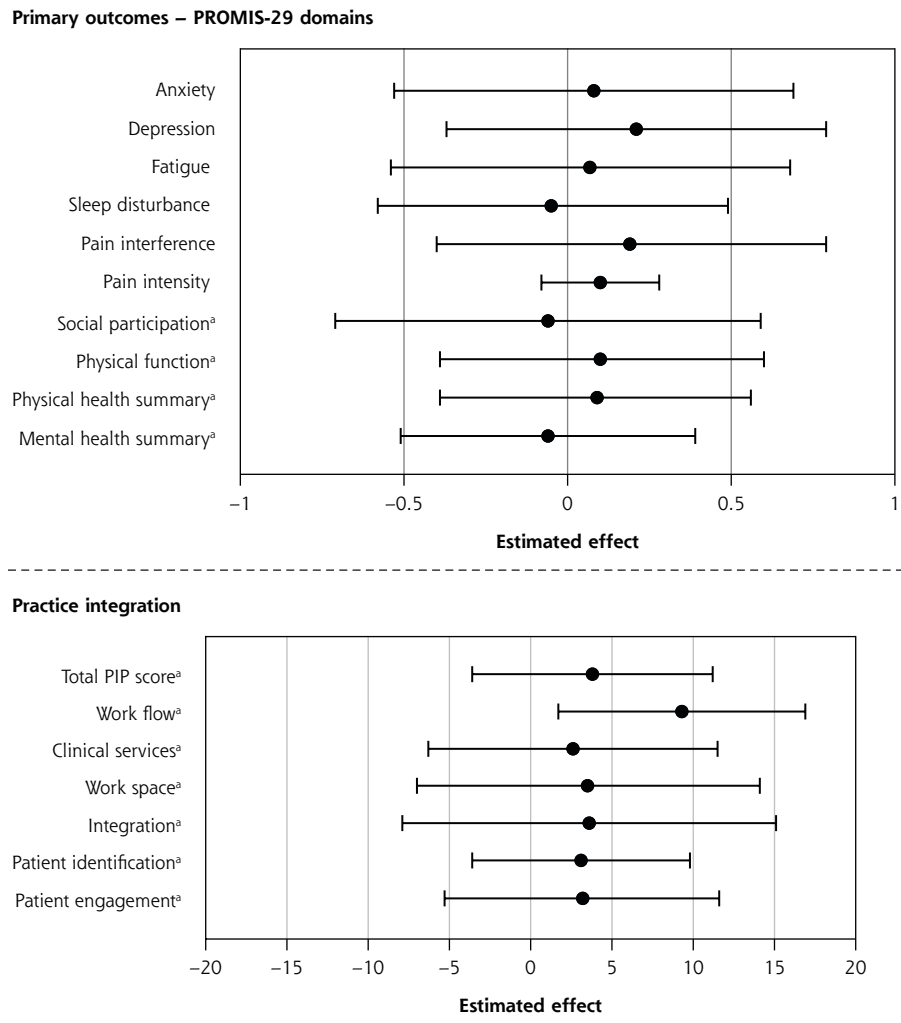 Primary outcomes – PROMIS-29 domains
Anxiety
Depression
Fatigue
Sleep disturbance
Pain interference
Pain intensity
Social participationᵃ
Physical functionᵃ
Physical health summaryᵃ
Mental health summaryᵃ
–1 –0.5 0 0.5 1
Estimated effect
Practice integration
Total PIP scoreᵃ
Work flowᵃ
Clinical servicesᵃ
Work spaceᵃ
Integrationᵃ
Patient identificationᵃ
Patient engagementᵃ
–20 –15 –10 –5 0 5 10 15 20
Estimated effect